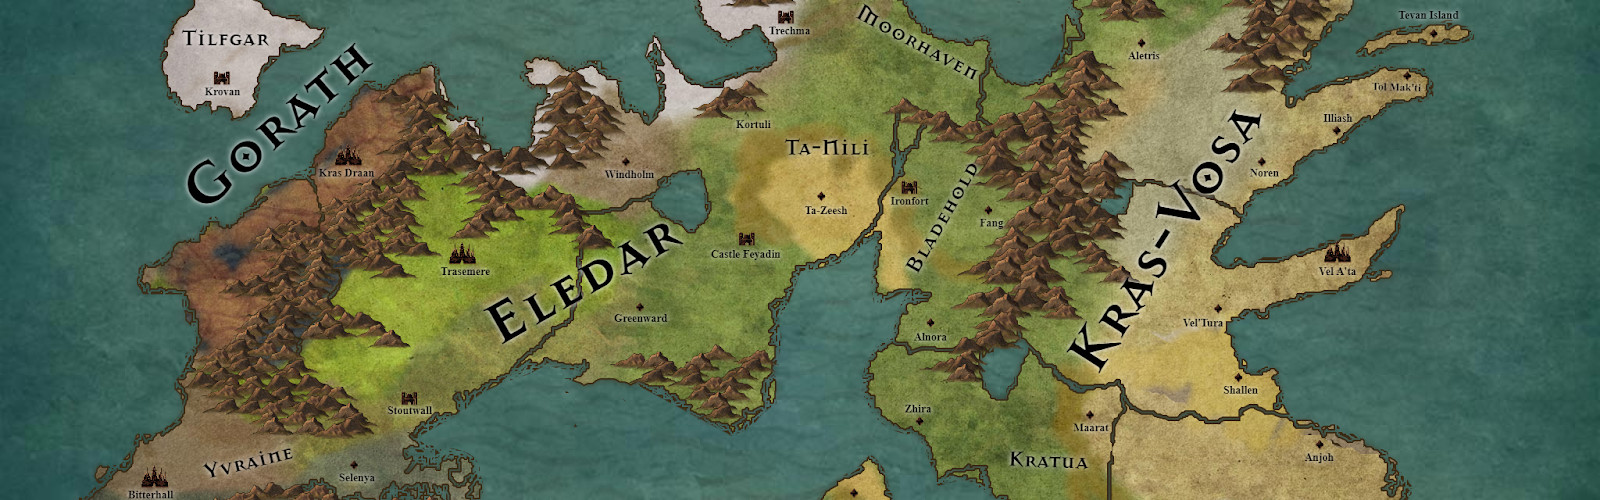 Tevan Island
Moorhaven
Trechma
Tilfgar
Aletris
Krovan
Gorath
Tol Mak'ti
Illiash
Kortuli
Ta-Nili
Kras Draan
Windholm
Noren
Ironfort
Ta-Zeesh
Bladehold
Fang
Kras-Vosa
Castle Feyadin
Trasemere
Vel A'ta
Eledar
Greenward
Vel'Tura
Alnora
Shallen
Stoutwall
Zhira
Maarat
Yvraine
Kratua
Anjoh
Selenya
Bitterhall